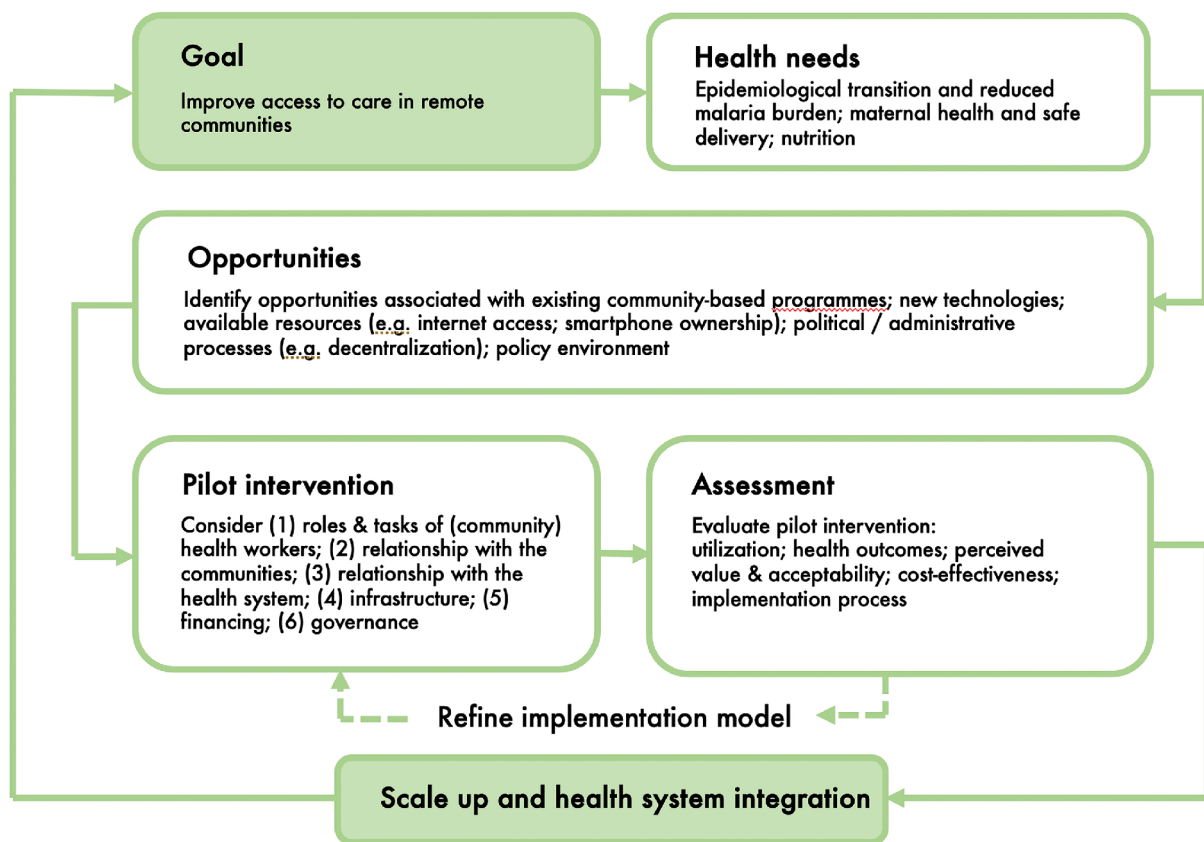 Goal
Improve access to care in remote
communities
Health needs
Epidemiological transition and reduced
malaria burden; maternal health and safe
delivery; nutrition
Opportunities
Identify opportunities associated with existing community-based programmes; new technologies;
available resources (e.g. internet access; smartphone ownership); political / administrative
processes (e.g. decentralization); policy environment
Pilot intervention
Consider (1) roles & tasks of (community)
health workers; (2) relationship with the
communities; (3) relationship with the
health system; (4) infrastructure; (5)
financing; (6) governance
Assessment
Evaluate pilot intervention:
utilization; health outcomes; perceived
value & acceptability; cost-effectiveness;
implementation process
Refine implementation model
Scale up and health system integration